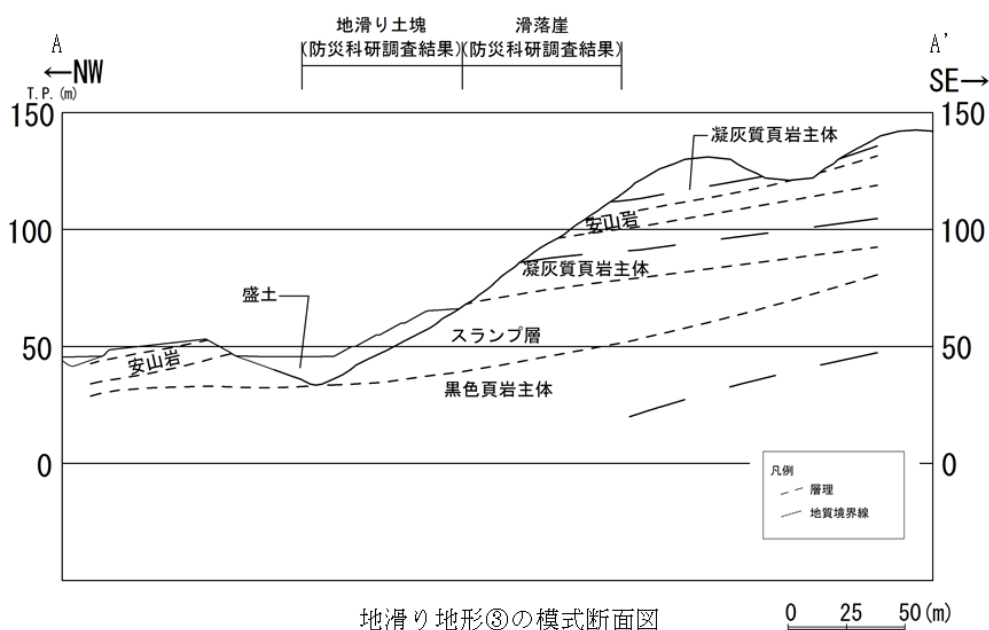 地滑り土塊
(防災科研調査結果)
滑落崖
(防災科研調査結果)
A
A'
←NW
SE→
T.P.(m)
150
150
凝灰質頁岩主体
安山岩
100
100
凝灰質頁岩主体
盛土
スランプ層
安山岩
50
50
黒色頁岩主体
0
0
凡例
層理
地質境界線
地滑り地形③の模式断面図
0 25 50(m)